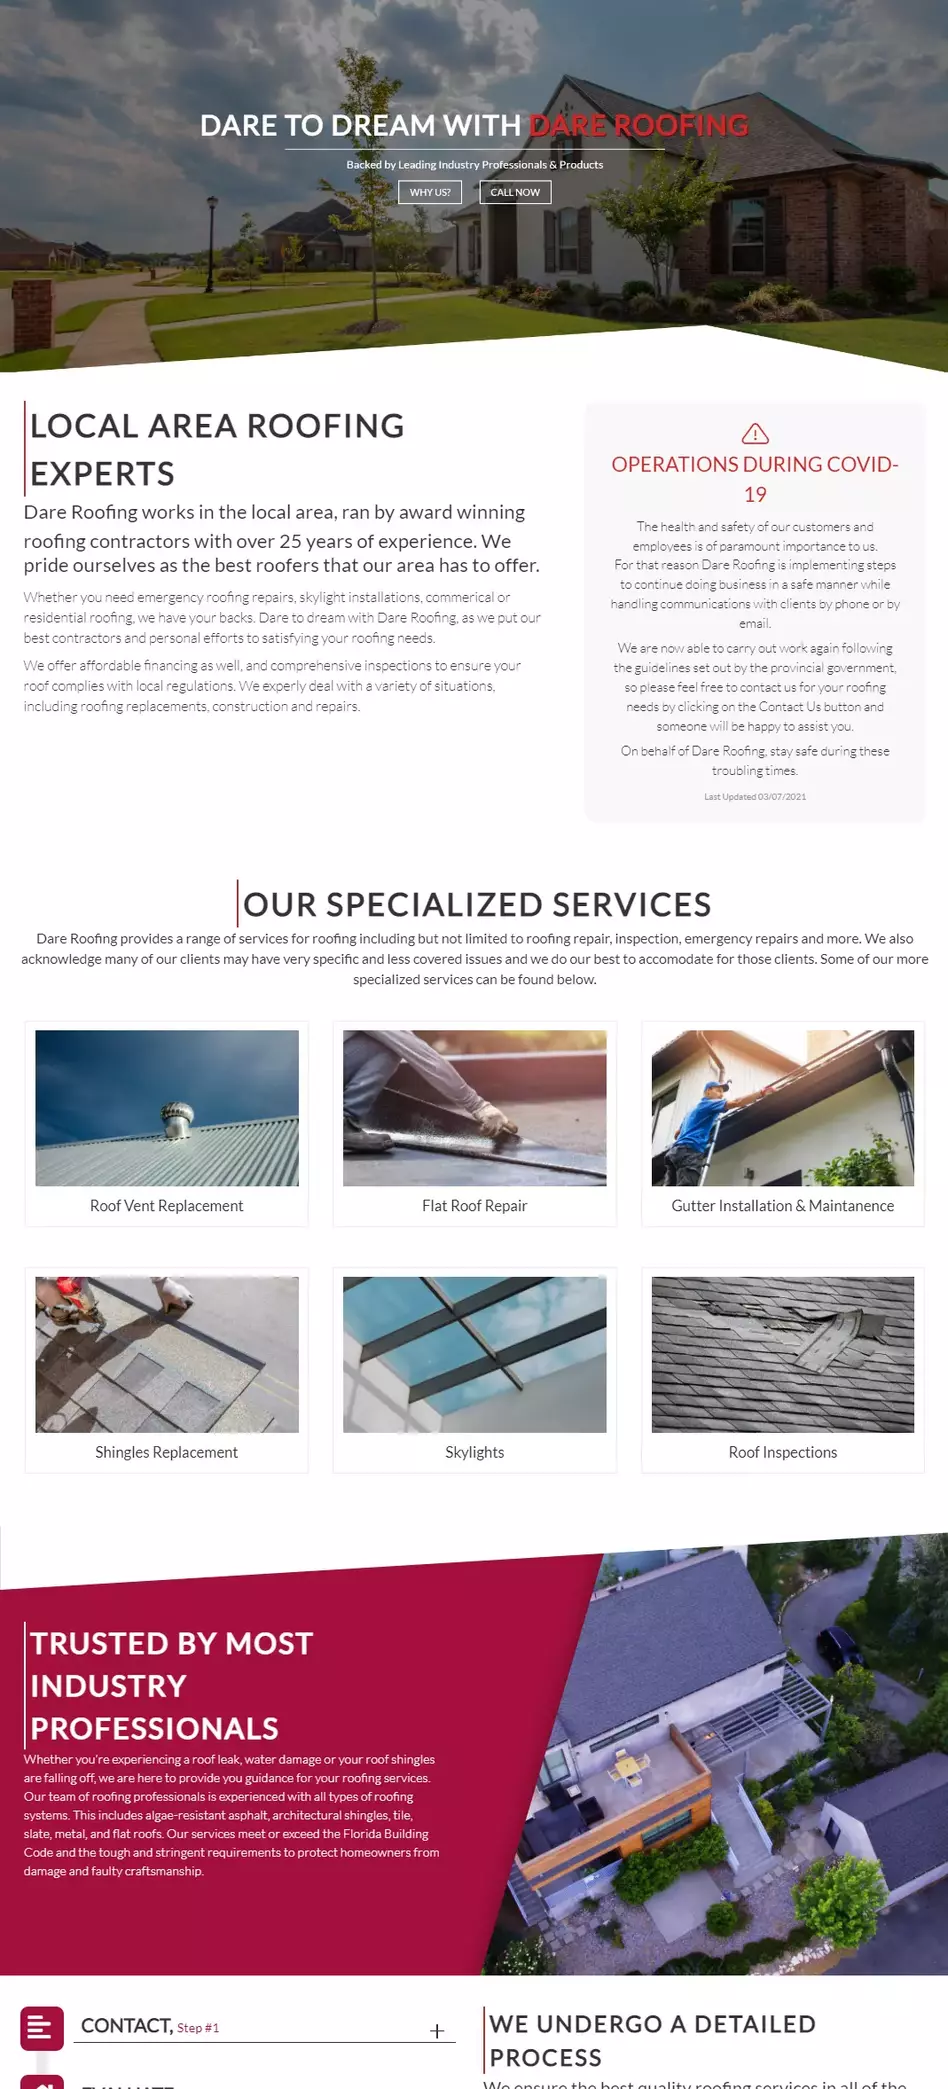 DARE TO DREAM WITH DARE ROOFING
Backed by Leading Industry Professionals & Products
WHY US?
CALL NOW
LOCAL AREA ROOFING
EXPERTS
Dare Roofing works in the local area, ran by award winning
roofing contractors with over 25 years of experience. We
pride ourselves as the best roofers that our area has to offer.
Whether you need emergency roofing repairs, skylight installations, commerical or
residential roofing, we have your backs. Dare to dream with Dare Roofing, as we put our
best contractors and personal efforts to satisfying your roofing needs.
We offer affordable financing as well, and comprehensive inspections to ensure your
roof complies with local regulations. We experly deal with a variety of situations,
including roofing replacements, construction and repairs.
OPERATIONS DURING COVID-
19
The health and safety of our customers and
employees is of paramount importance to us.
For that reason Dare Roofing is implementing steps
to continue doing business in a safe manner while
handling communications with clients by phone or by
email.
We are now able to carry out work again following
the guidelines set out by the provincial government,
so please feel free to contact us for your roofing
needs by clicking on the Contact Us button and
someone will be happy to assist you.
On behalf of Dare Roofing, stay safe during these
troubling times.
Last Updated 03/07/2021
OUR SPECIALIZED SERVICES
Dare Roofing provides a range of services for roofing including but not limited to roofing repair, inspection, emergency repairs and more. We also
acknowledge many of our clients may have very specific and less covered issues and we do our best to accomodate for those clients. Some of our more
specialized services can be found below.
Roof Vent Replacement
Flat Roof Repair
Gutter Installation & Maintanence
Shingles Replacement
Skylights
Roof Inspections
TRUSTED BY MOST
INDUSTRY
PROFESSIONALS
Whether you're experiencing a roof leak, water damage or your roof shingles
are falling off, we are here to provide you guidance for your roofing services.
Our team of roofing professionals is experienced with all types of roofing
systems. This includes algae-resistant asphalt, architectural shingles, tile,
slate, metal, and flat roofs. Our services meet or exceed the Florida Building
Code and the tough and stringent requirements to protect homeowners from
damage and faulty craftsmanship.
CONTACT, Step #1
WE UNDERGO A DETAILED
PROCESS
We ensure the best quality roofing services in all of the